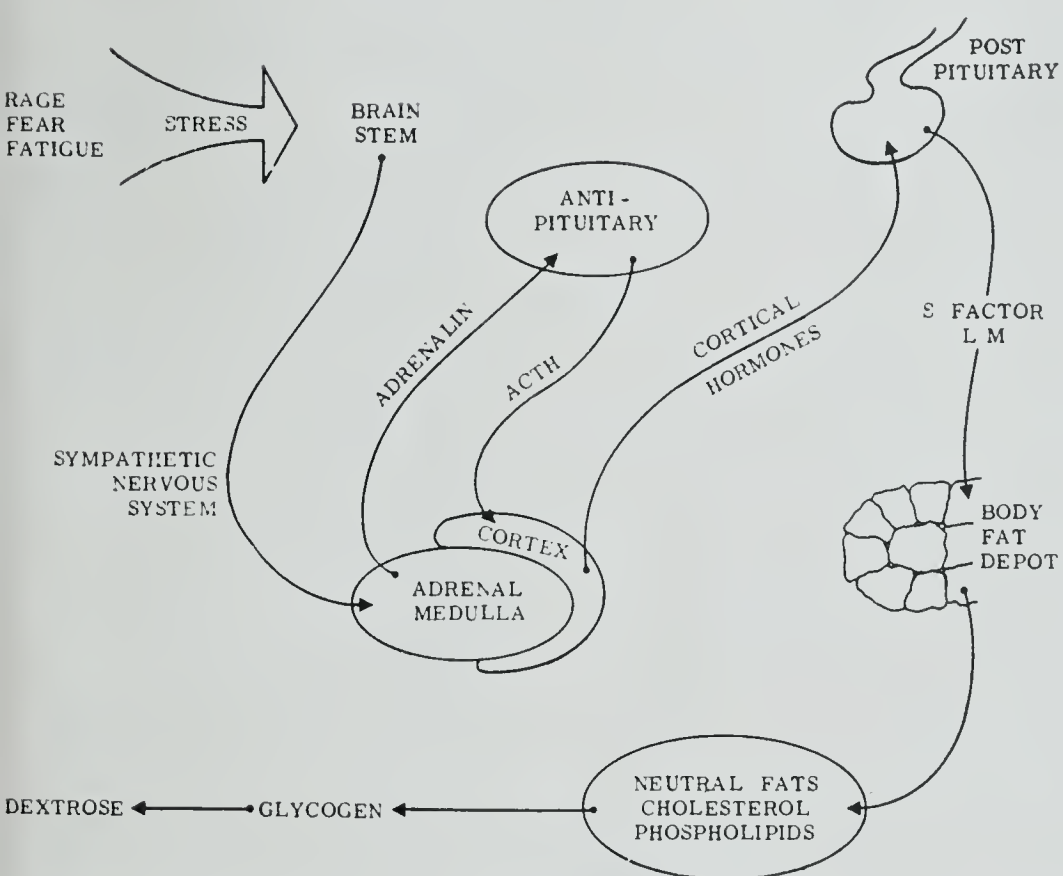 RAGE
FEAR
FATIGUE
STRESS
BRAIN
STEM
POST
PITUITARY
ANTI-
PITUITARY
ADRENALIN
ACTH
CORTICAL
HORMONES
S FACTOR
L M
SYMPATHETIC
NERVOUS
SYSTEM
CORTEX
ADRENAL
MEDULLA
BODY
FAT
DEPOT
NEUTRAL FATS
CHOLESTEROL
PHOSPHOLIPIDS
GLYCOGEN
DEXTROSE